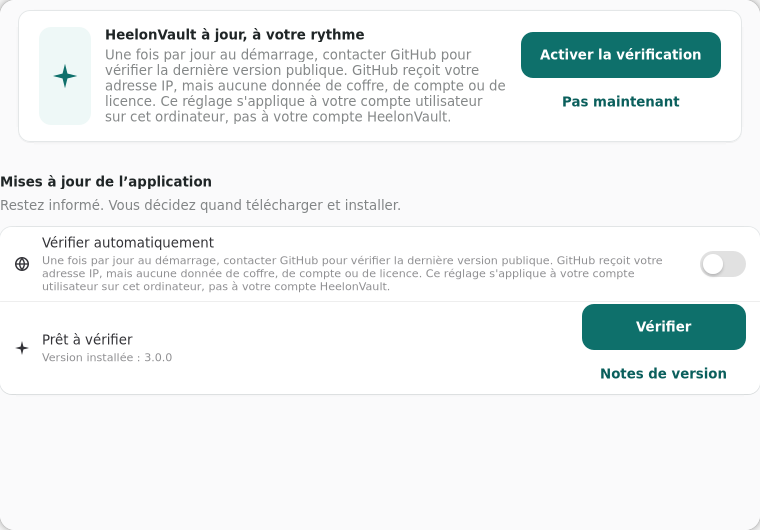 HeelonVault à jour, à votre rythme
Une fois par jour au démarrage, contacter GitHub pour
vérifier la dernière version publique. GitHub reçoit votre
adresse IP, mais aucune donnée de coffre, de compte ou de
licence. Ce réglage s'applique à votre compte utilisateur
sur cet ordinateur, pas à votre compte HeelonVault.
Activer la vérification
Pas maintenant
Mises à jour de l’application
Restez informé. Vous décidez quand télécharger et installer.
Vérifier automatiquement
Une fois par jour au démarrage, contacter GitHub pour vérifier la dernière version publique. GitHub reçoit votre
adresse IP, mais aucune donnée de coffre, de compte ou de licence. Ce réglage s'applique à votre compte
utilisateur sur cet ordinateur, pas à votre compte HeelonVault.
Prêt à vérifier
Version installée : 3.0.0
Vérifier
Notes de version